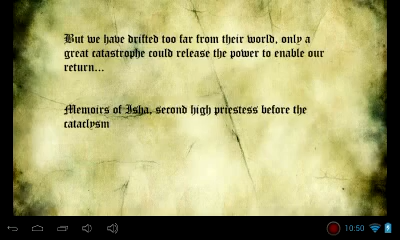 But we have drifted too far from their world, only a
great catastrophe could release the power to enable our
return...
Memoirs of Isha, second high priestess before the
cataclysm
10:50